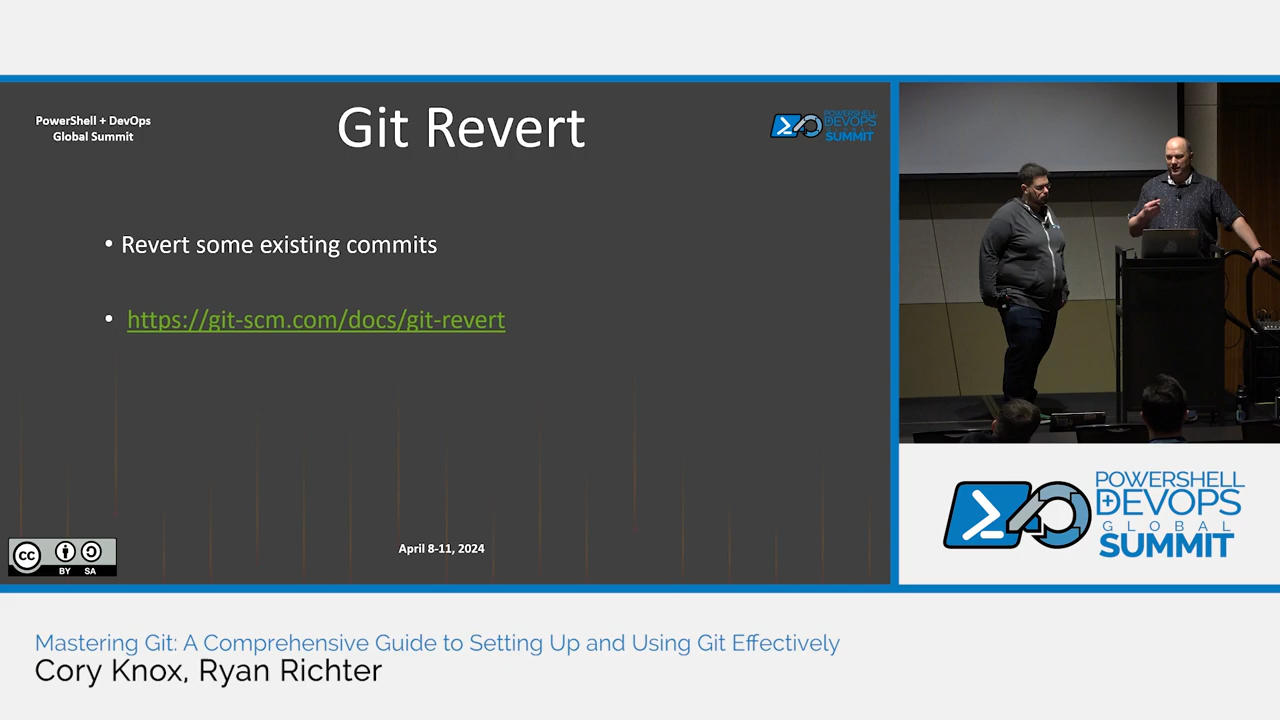 PowerShell + DevOps
Global Summit
Git Revert
POWERSHELL
DEVOPS
GLOBAL
SUMMIT
• Revert some existing commits
• https://git-scm.com/docs/git-revert
April 8-11, 2024
cc
BY SA
POWERSHELL
DEVOPS
GLOBAL
SUMMIT
Mastering Git: A Comprehensive Guide to Setting Up and Using Git Effectively
Cory Knox, Ryan Richter